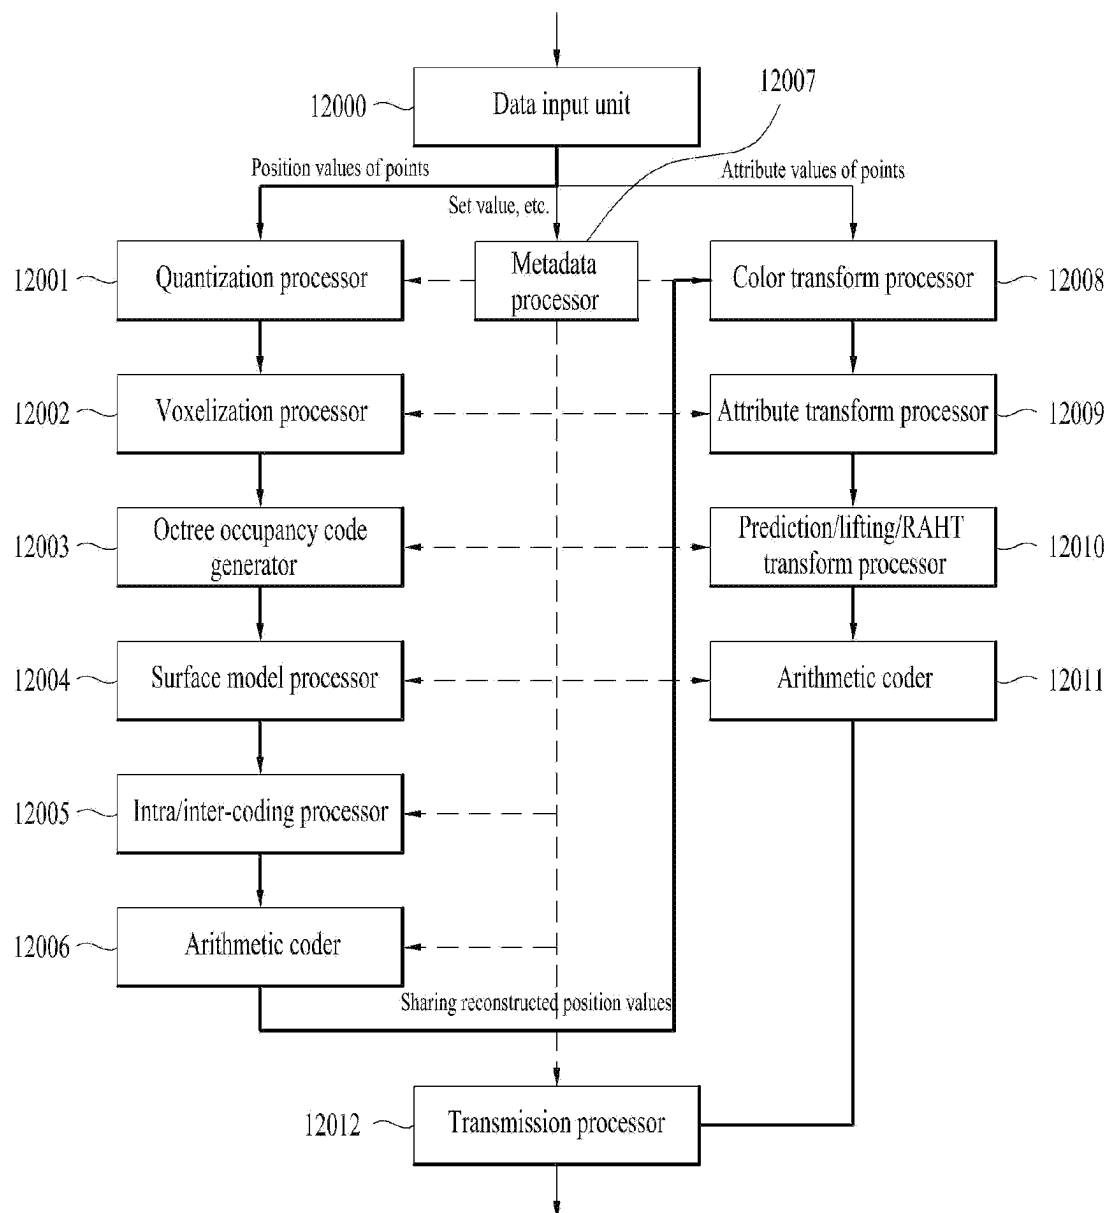 12007
12000
Data input unit
Position values of points
Attribute values of points
Set value, etc.
12001
Quantization processor
Metadata
processor
Color transform processor
12008
12002
Voxelization processor
Attribute transform processor
12009
12003
Octree occupancy code
generator
Prediction/lifting/RAHT
transform processor
12010
12004
Surface model processor
Arithmetic coder
12011
12005
Intra/inter-coding processor
12006
Arithmetic coder
Sharing reconstructed position values
12012
Transmission processor